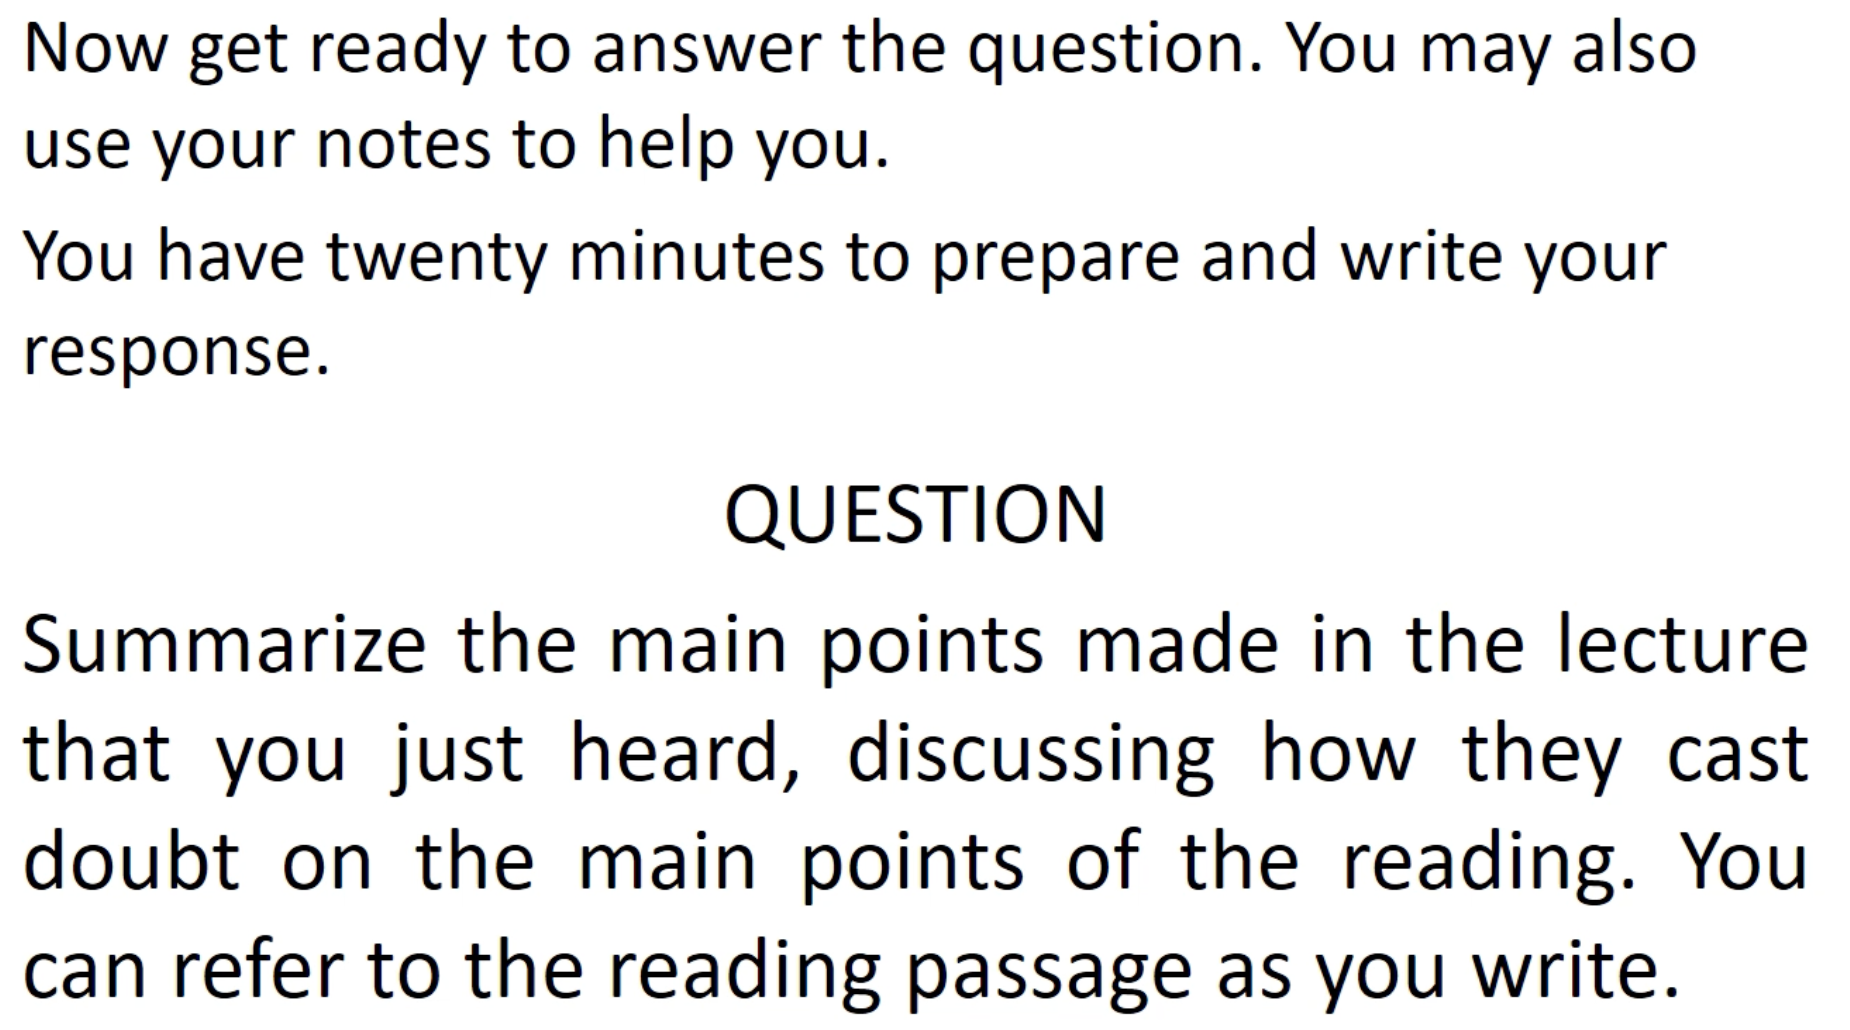 Now get ready to answer the question. You may also
use your notes to help you.
You have twenty minutes to prepare and write your
response.
QUESTION
Summarize the main points made in the lecture
that you just heard, discussing how they cast
doubt on the main points of the reading. You
can refer to the reading passage as you write.